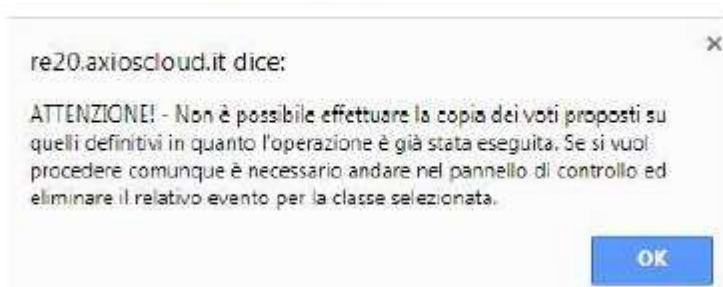 re20.axioscloud.it dice:
ATTENZIONE! - Non è possibile effettuare la copia dei voti proposti su
quelli definitivi in quanto l'operazione è già stata eseguita. Se si vuol
procedere comunque è necessario andare nel pannello di controllo ed
eliminare il relativo evento per la classe selezionata.
OK